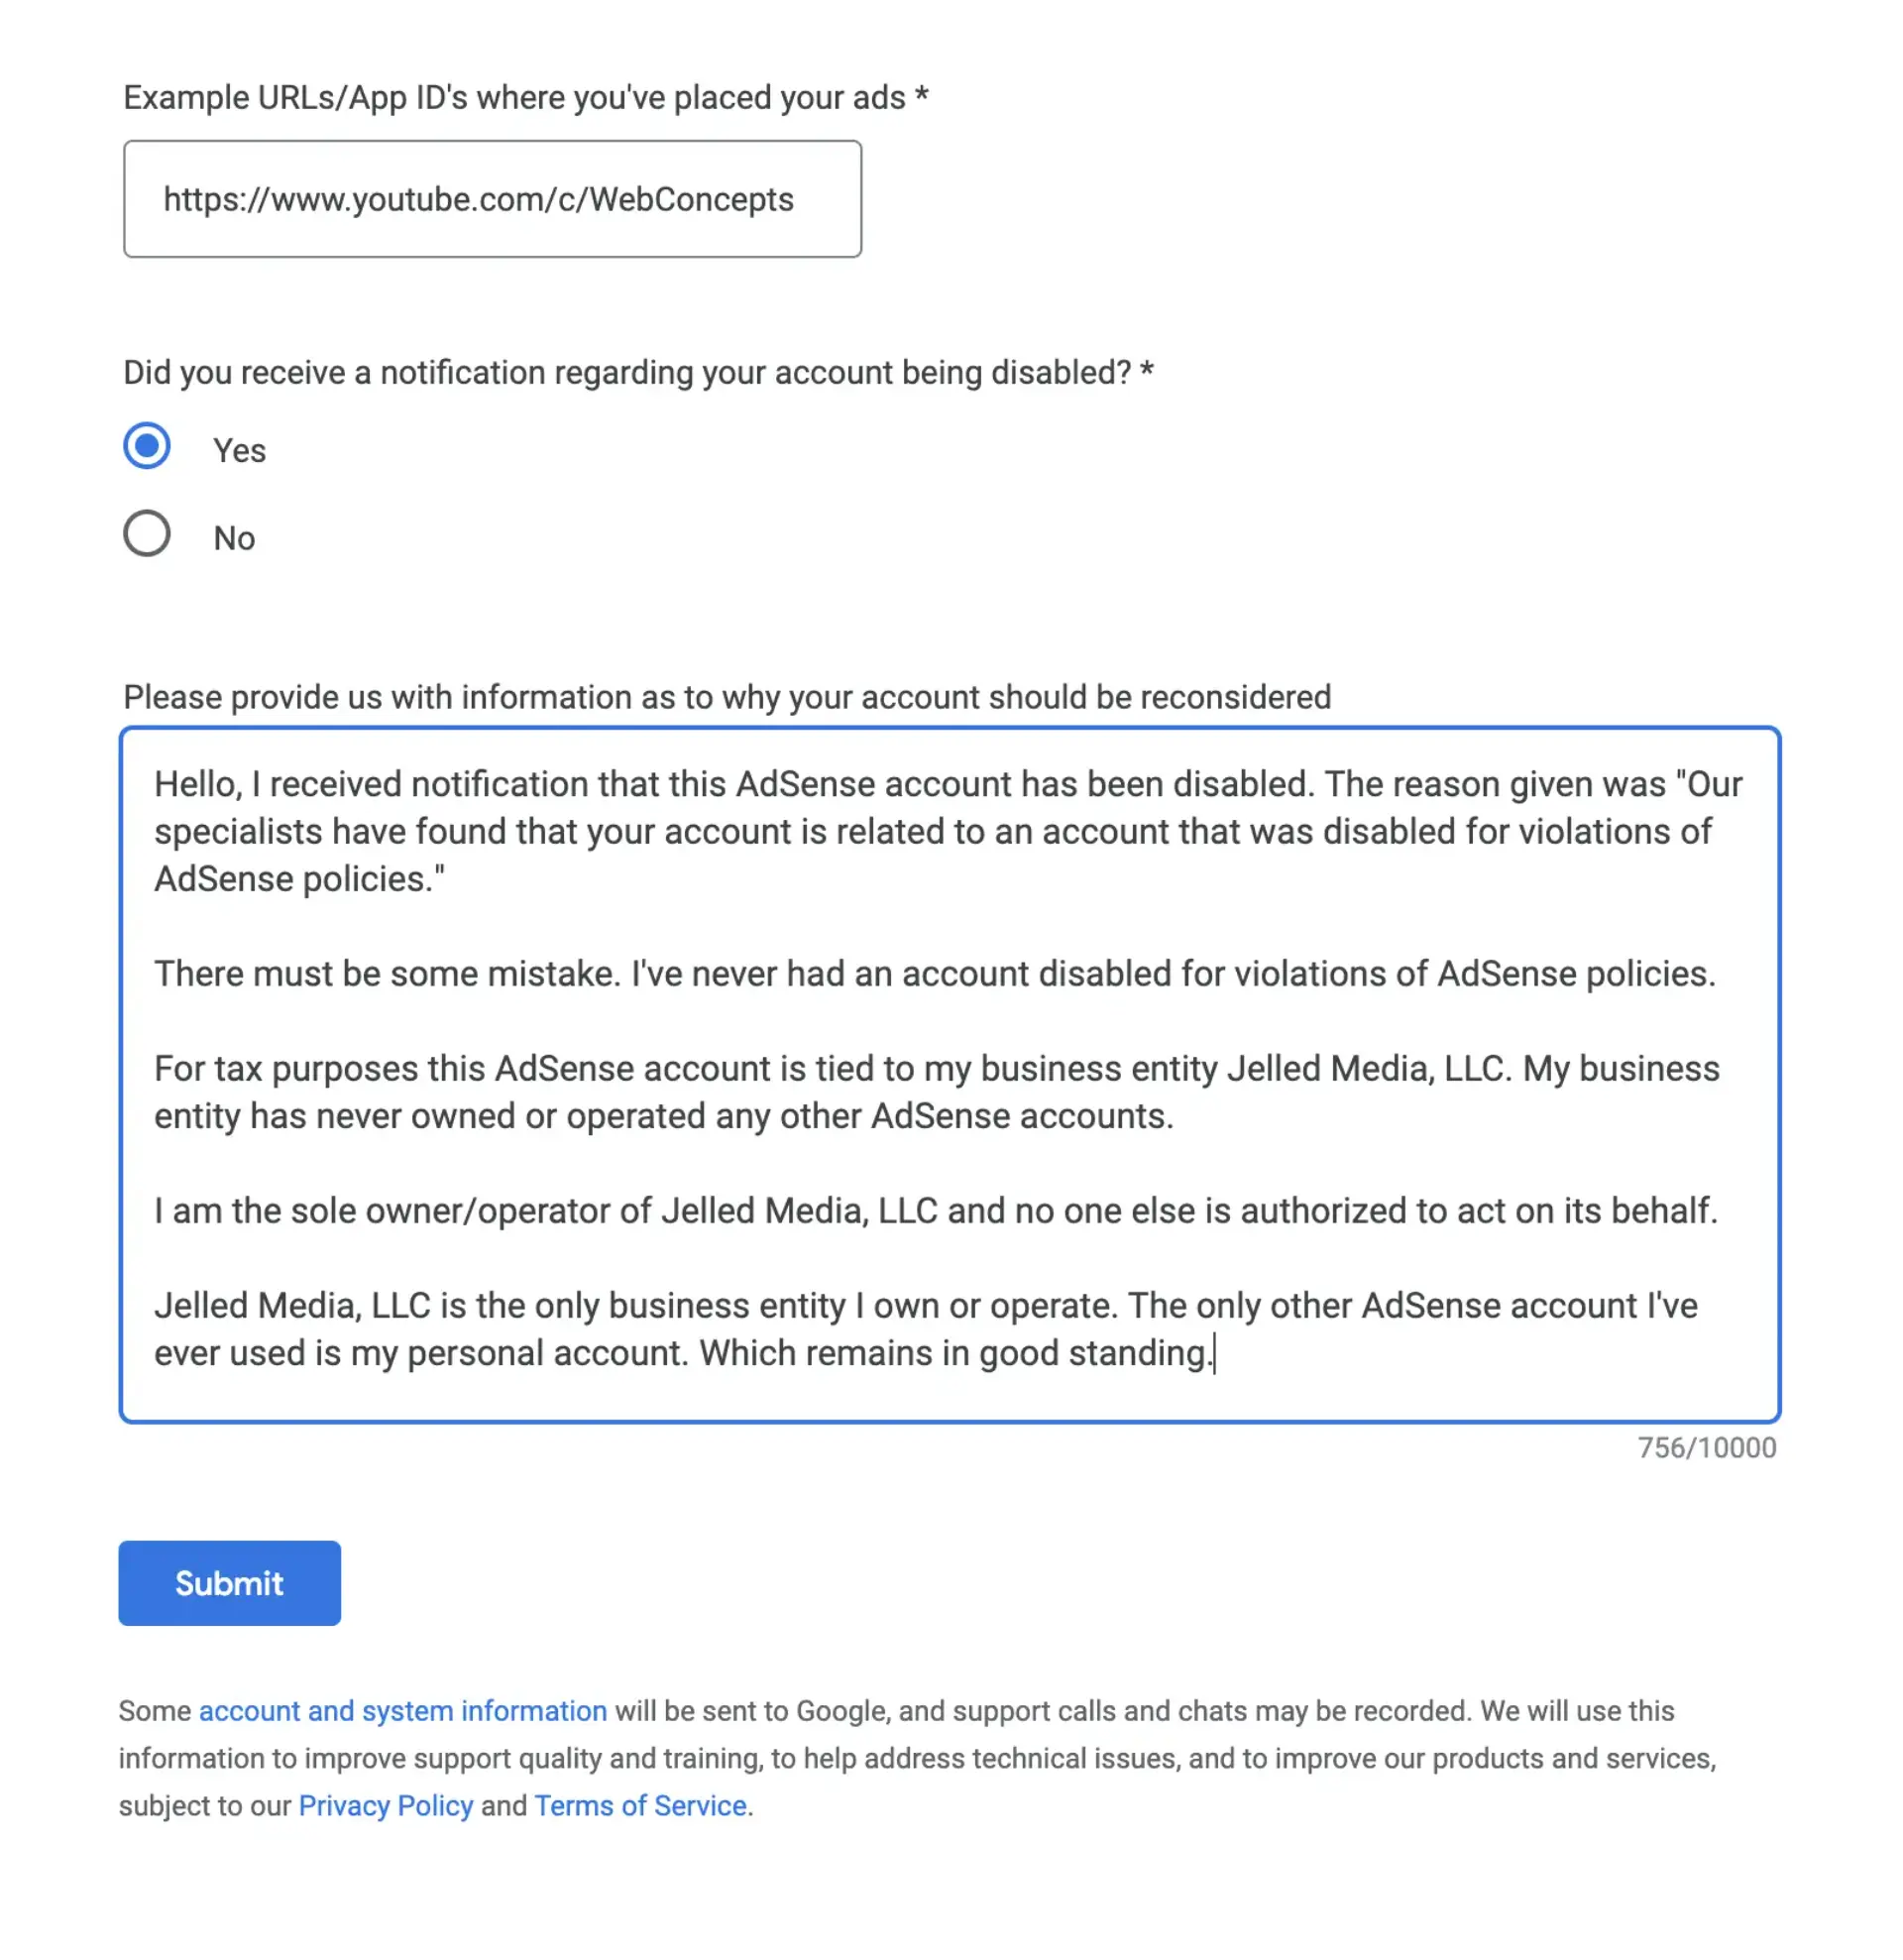 Example URLs/App ID's where you've placed your ads *
https://www.youtube.com/c/WebConcepts
Did you receive a notification regarding your account being disabled? *
Yes
No
Please provide us with information as to why your account should be reconsidered
Hello, I received notification that this AdSense account has been disabled. The reason given was "Our
specialists have found that your account is related to an account that was disabled for violations of
AdSense policies."
There must be some mistake. I've never had an account disabled for violations of AdSense policies.
For tax purposes this AdSense account is tied to my business entity Jelled Media, LLC. My business
entity has never owned or operated any other AdSense accounts.
I am the sole owner/operator of Jelled Media, LLC and no one else is authorized to act on its behalf.
Jelled Media, LLC is the only business entity I own or operate. The only other AdSense account I've
ever used is my personal account. Which remains in good standing.
756/10000
Submit
Some account and system information will be sent to Google, and support calls and chats may be recorded. We will use this
information to improve support quality and training, to help address technical issues, and to improve our products and services,
subject to our Privacy Policy and Terms of Service.